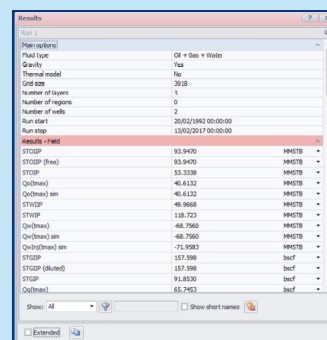 Results
Run 1
Main options
Fluid type Oil + Gas + Water
Gravity Yes
Thermal model No
Grid size 3918
Number of layers
Number of regions 0
Number of wells 2
Run start 20/02/1992 00:00:00
Run stop 13/02/2017 00:00:00
Results - Field
STOIIP 93.9470 MMSTB
STOIIP (free) 93.9470 MMSTB
STOIP 53.3338 MMSTB
Qo(tmax) 40.6132 MMSTB
Qo(tmax) sim 40.6132 MMSTB
STWIIP 49.9668 MMSTB
STWIP 118.723 MMSTB
Qw(tmax) -68.7560 MMSTB
Qw(tmax) sim -68.7560 MMSTB
QwInj(tmax) sim -71.9583 MMSTB
STGIIP 157.598 bscf
STGIIP (diluted) 157.598 bscf
STGIP 91.8530 bscf
Qg(tmax) 65.7453 bscf
Show: All Show short names
Extended